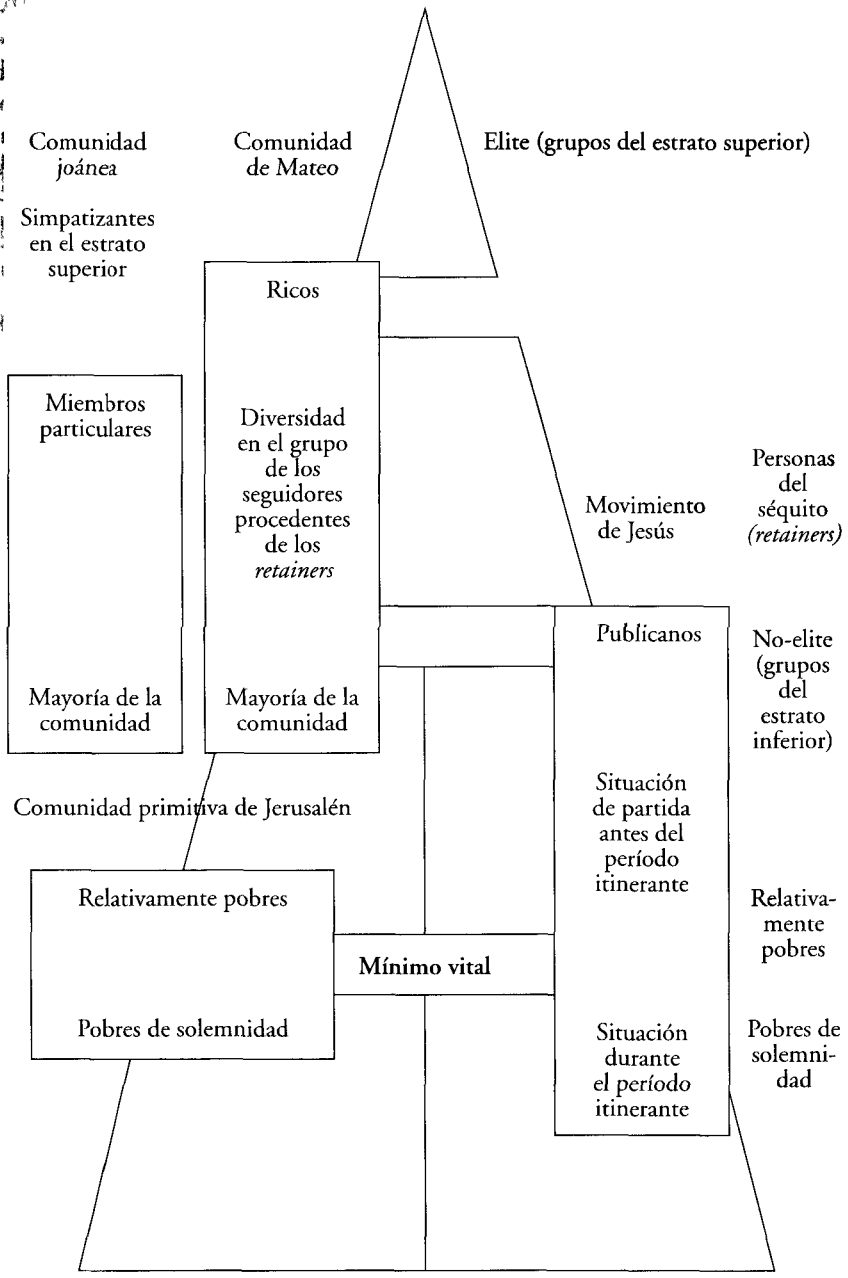 Comunidad
joánea
Comunidad
de Mateo
Elite (grupos del estrato superior)
Simpatizantes
en el estrato
superior
Ricos
Miembros
particulares
Diversidad
en el grupo
de los
seguidores
procedentes
de los
retainers
Movimiento
de Jesús
Personas
del
séquito
(retainers)
Mayoría de la
comunidad
Mayoría de la
comunidad
Publicanos
No-elite
(grupos
del
estrato
inferior)
Comunidad primitiva de Jerusalén
Situación
de partida
antes del
período
itinerante
Relativamente pobres
Relativa-
mente
pobres
Mínimo vital
Pobres de solemnidad
Situación
durante
el período
itinerante
Pobres de
solemni-
dad